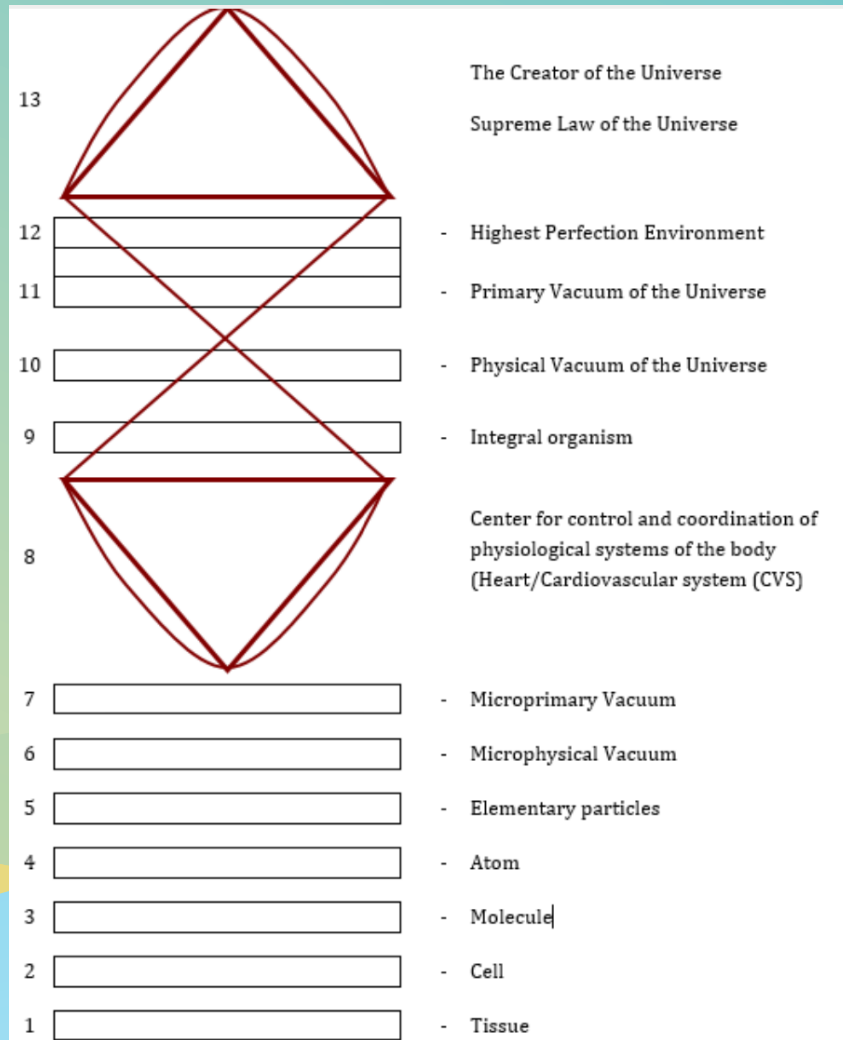 13
The Creator of the Universe
Supreme Law of the Universe
12 - Highest Perfection Environment
11 - Primary Vacuum of the Universe
10 - Physical Vacuum of the Universe
9 - Integral organism
8
Center for control and coordination of
physiological systems of the body
(Heart/Cardiovascular system (CVS)
7 - Microprimary Vacuum
6 - Microphysical Vacuum
5 - Elementary particles
4 - Atom
3 - Molecule
2 - Cell
1 - Tissue